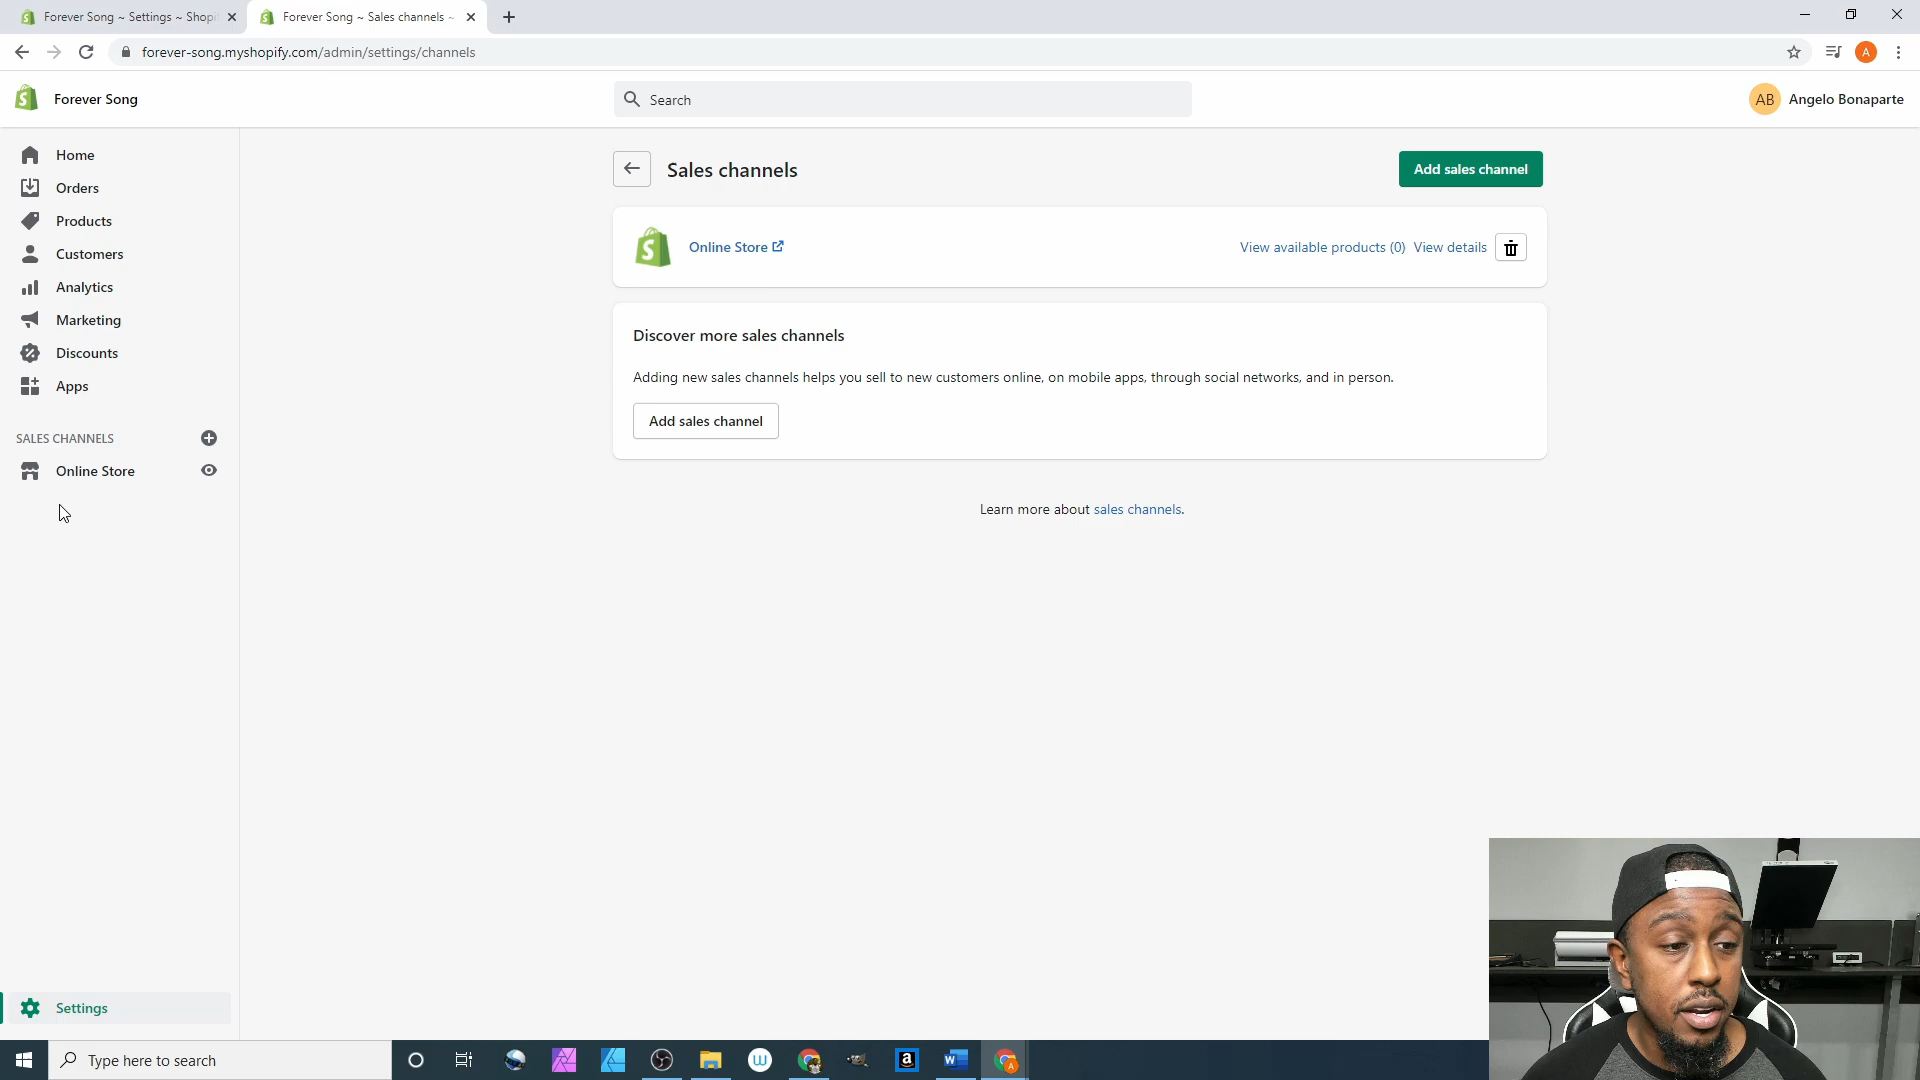 Forever Song ~ Settings ~ Shopi
Forever Song ~ Sales channels ~
forever-song.myshopify.com/admin/settings/channels
A
Forever Song
Search
AB
Angelo Bonaparte
Home
Orders
Products
Customers
Analytics
Marketing
Discounts
Apps
SALES CHANNELS
Online Store
Settings
Sales channels
Add sales channel
Online Store
View available products (0)
View details
Discover more sales channels
Adding new sales channels helps you sell to new customers online, on mobile apps, through social networks, and in person.
Add sales channel
Learn more about sales channels.
Type here to search